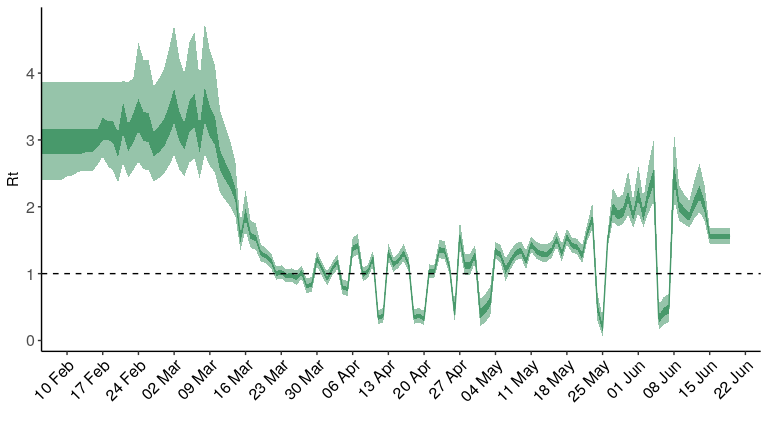 4
3
Rt
2
1
0
10 Feb
17 Feb
24 Feb
02 Mar
09 Mar
16 Mar
23 Mar
30 Mar
06 Apr
13 Apr
20 Apr
27 Apr
04 May
11 May
18 May
25 May
01 Jun
08 Jun
15 Jun
22 Jun